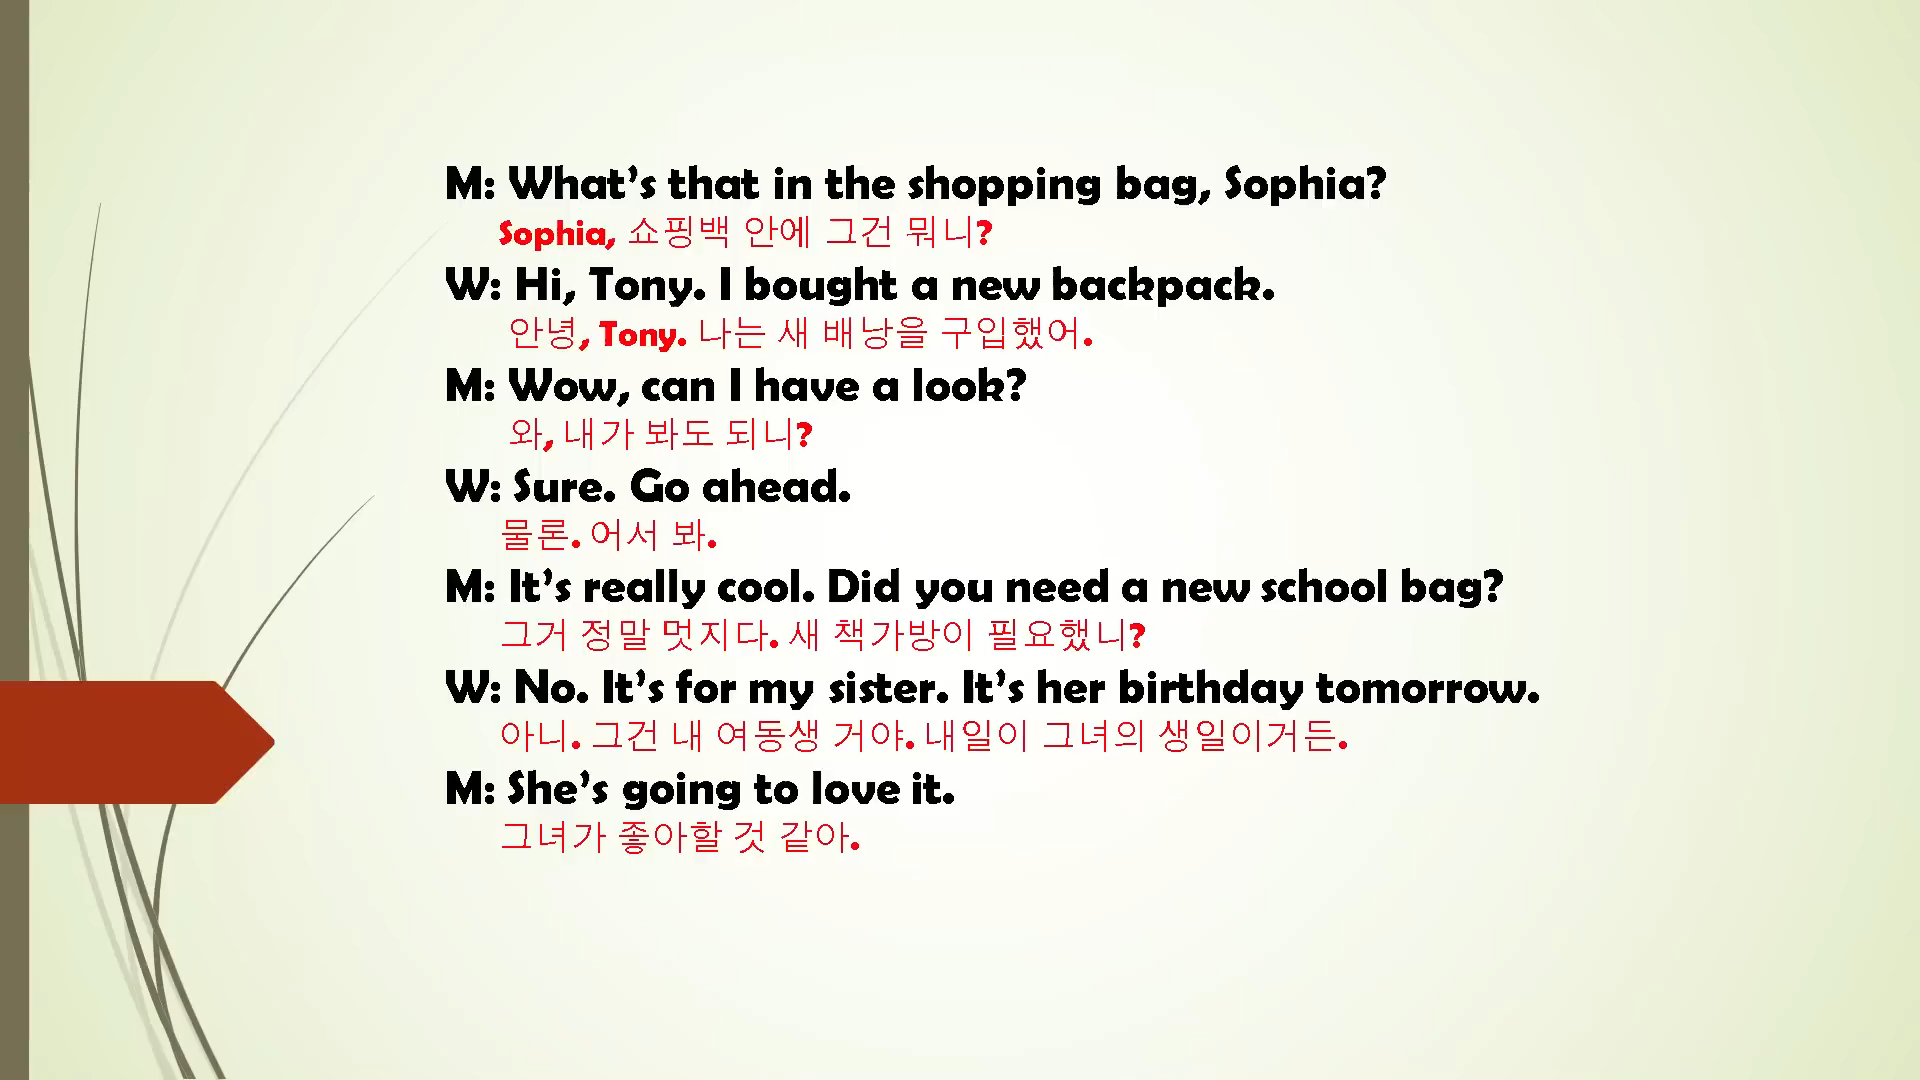 M: What’s that in the shopping bag, Sophia?
Sophia, 쇼핑백 안에 그건 뭐니?
W: Hi, Tony. I bought a new backpack.
안녕, Tony. 나는 새 배낭을 구입했어.
M: Wow, can I have a look?
와, 내가 봐도 되니?
W: Sure. Go ahead.
물론. 어서 봐.
M: It’s really cool. Did you need a new school bag?
그거 정말 멋지다. 새 책가방이 필요했니?
W: No. It’s for my sister. It’s her birthday tomorrow.
아니. 그건 내 여동생 거야. 내일이 그녀의 생일이거든.
M: She’s going to love it.
그녀가 좋아할 것 같아.